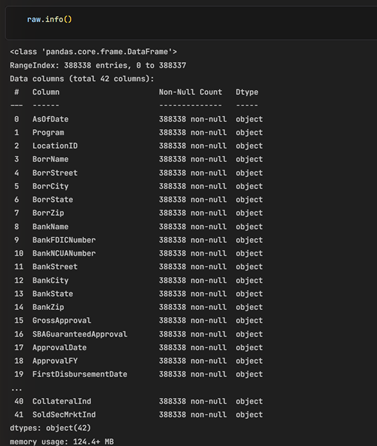 raw.info()
<class 'pandas.core.frame.DataFrame'>
RangeIndex: 388338 entries, 0 to 388337
Data columns (total 42 columns):
 #   Column                 Non-Null Count   Dtype
---  ------                 --------------   -----
 0   AsOfDate               388338 non-null  object
 1   Program                388338 non-null  object
 2   LocationID             388338 non-null  object
 3   BorrName               388338 non-null  object
 4   BorrStreet             388338 non-null  object
 5   BorrCity               388338 non-null  object
 6   BorrState              388338 non-null  object
 7   BorrZip                388338 non-null  object
 8   BankName               388338 non-null  object
 9   BankFDICNumber         388338 non-null  object
 10  BankNCUANumber         388338 non-null  object
 11  BankStreet             388338 non-null  object
 12  BankCity               388338 non-null  object
 13  BankState              388338 non-null  object
 14  BankZip                388338 non-null  object
 15  GrossApproval          388338 non-null  object
 16  SBAGuaranteedApproval  388338 non-null  object
 17  ApprovalDate           388338 non-null  object
 18  ApprovalFY             388338 non-null  object
 19  FirstDisbursementDate  388338 non-null  object
...
 40  CollateralInd          388338 non-null  object
 41  SoldSecMrktInd         388338 non-null  object
dtypes: object(42)
memory usage: 124.4+ MB